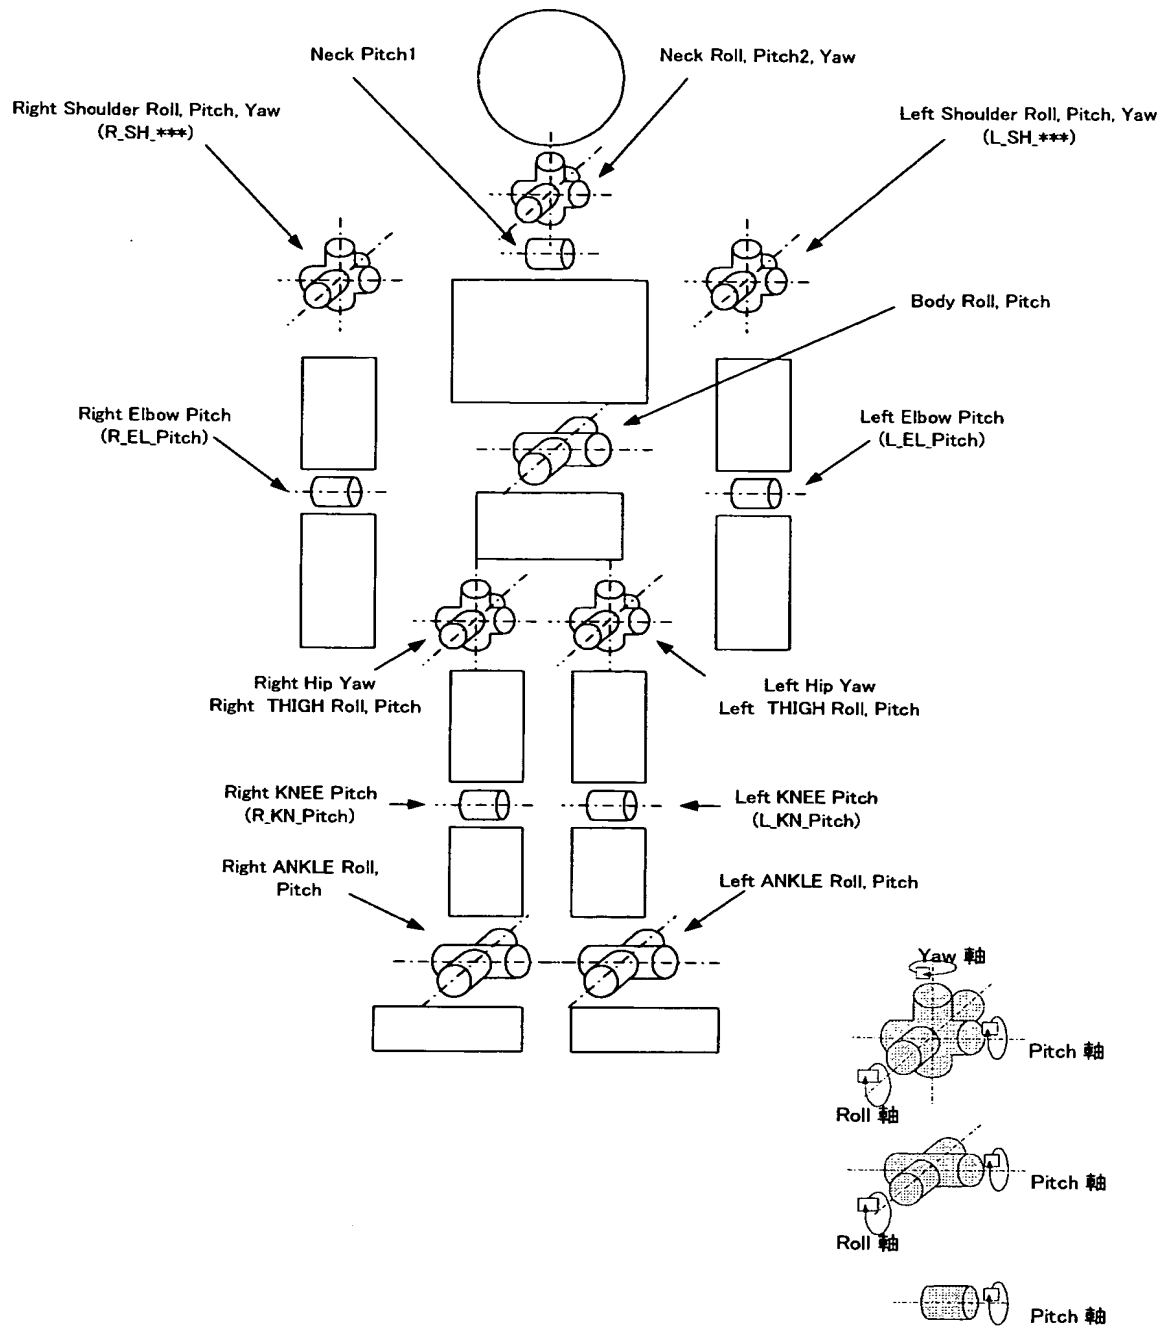 Neck Pitch1
Neck Roll, Pitch2, Yaw
Right Shoulder Roll, Pitch, Yaw
(R_SH_***)
Left Shoulder Roll, Pitch, Yaw
(L_SH_***)
Body Roll, Pitch
Right Elbow Pitch
(R_EL_Pitch)
Left Elbow Pitch
(L_EL_Pitch)
Right Hip Yaw
Right THIGH Roll, Pitch
Left Hip Yaw
Left THIGH Roll, Pitch
Right KNEE Pitch
(R_KN_Pitch)
Left KNEE Pitch
(L_KN_Pitch)
Right ANKLE Roll,
Pitch
Left ANKLE Roll, Pitch
Yaw 軸
Pitch 軸
Roll 軸
Pitch 軸
Roll 軸
Pitch 軸